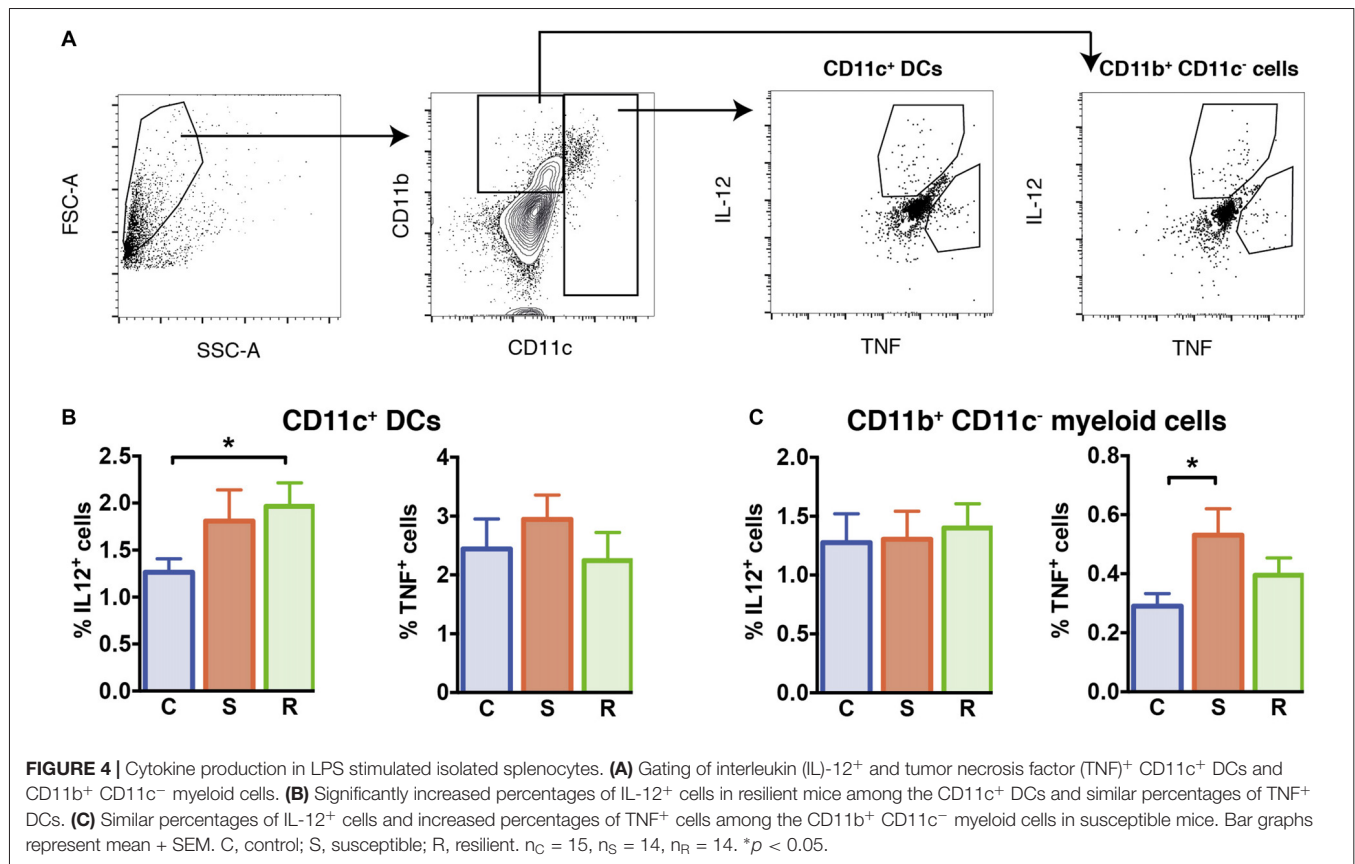 A
CD11c⁺ DCs
CD11b⁺ CD11c⁻ cells
FSC-A
SSC-A
CD11b
CD11c
IL-12
TNF
IL-12
TNF
B
CD11c⁺ DCs
% IL12⁺ cells
2.5
2.0
1.5
1.0
0.5
0.0
*
C S R
% TNF⁺ cells
4
3
2
1
0
C S R
C
CD11b⁺ CD11c⁻ myeloid cells
% IL12⁺ cells
2.0
1.5
1.0
0.5
0.0
C S R
% TNF⁺ cells
0.8
0.6
0.4
0.2
0.0
*
C S R
FIGURE 4 | Cytokine production in LPS stimulated isolated splenocytes. (A) Gating of interleukin (IL)-12⁺ and tumor necrosis factor (TNF)⁺ CD11c⁺ DCs and
CD11b⁺ CD11c⁻ myeloid cells. (B) Significantly increased percentages of IL-12⁺ cells in resilient mice among the CD11c⁺ DCs and similar percentages of TNF⁺
DCs. (C) Similar percentages of IL-12⁺ cells and increased percentages of TNF⁺ cells among the CD11b⁺ CD11c⁻ myeloid cells in susceptible mice. Bar graphs
represent mean + SEM. C, control; S, susceptible; R, resilient. n_C = 15, n_S = 14, n_R = 14. *p < 0.05.